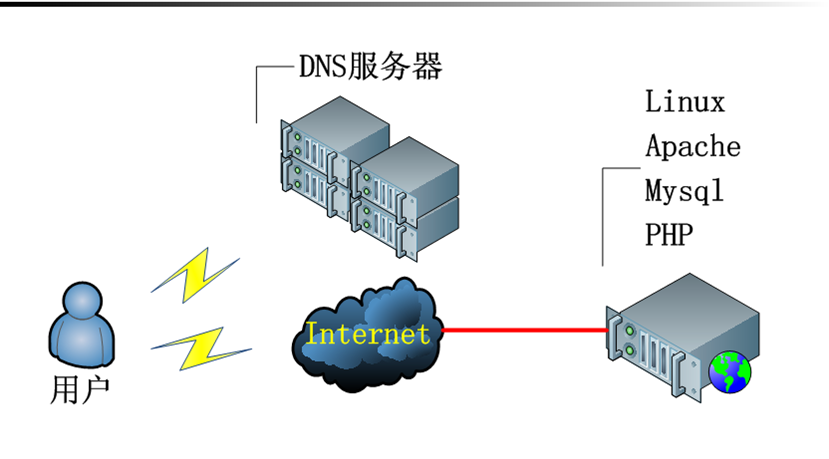 DNS服务器
Linux
Apache
Mysql
PHP
Internet
用户